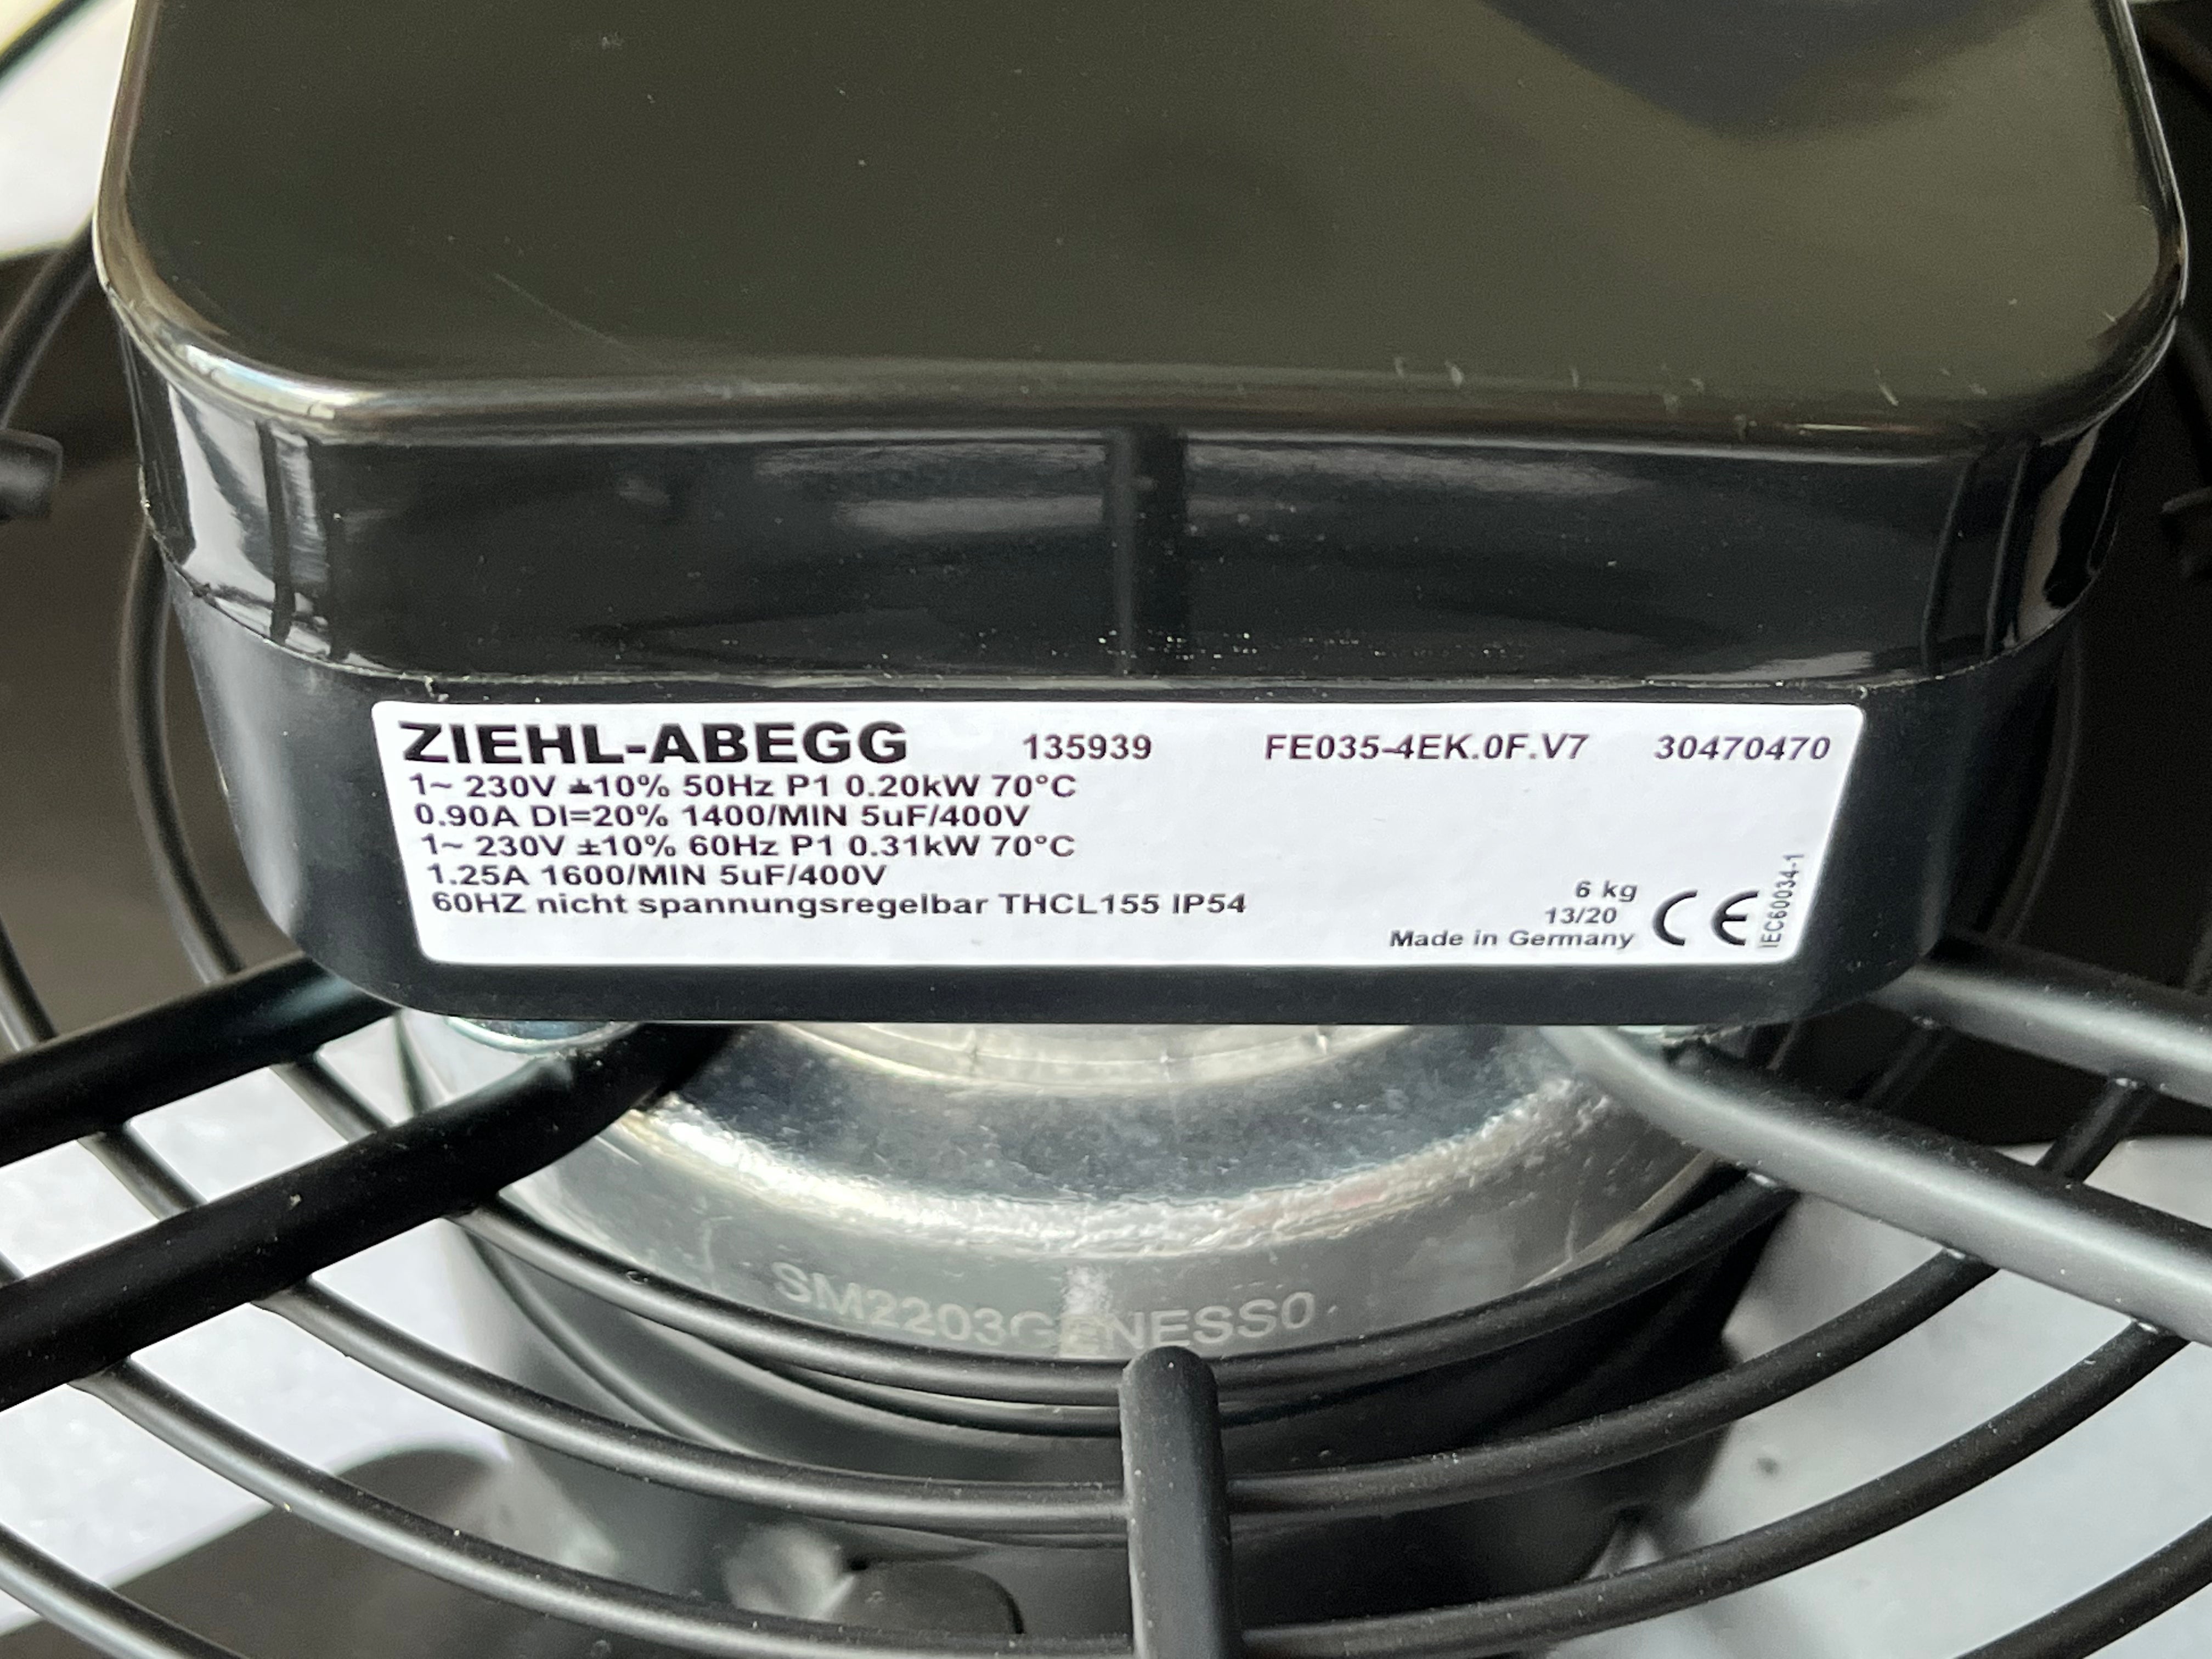 ZIEHL-ABEGG 135939 FE035-4EK.0F.V7 30470470
1~ 230V ±10% 50Hz P1 0.20kW 70°C
0.90A DI=20% 1400/MIN 5uF/400V
1~ 230V ±10% 60Hz P1 0.31kW 70°C
1.25A 1600/MIN 5uF/400V
60HZ nicht spannungsregelbar THCL155 IP54
6 kg
13/20
Made in Germany
CE
IEC60034-1